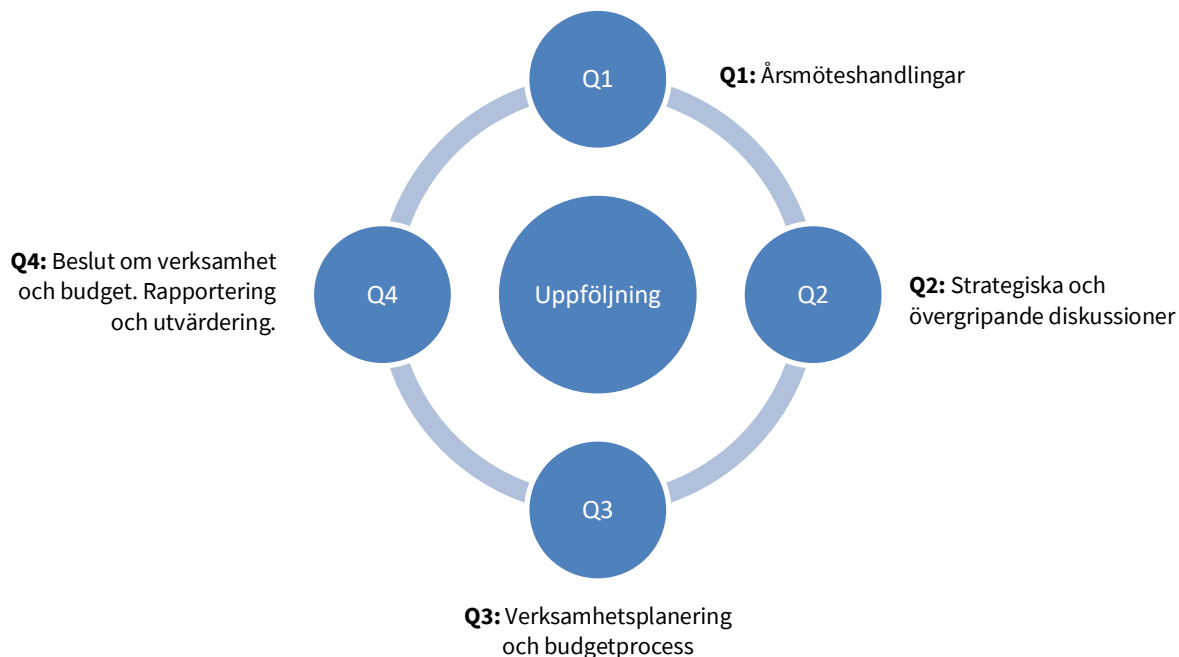 Q1
Q1: Årsmöteshandlingar
Q4: Beslut om verksamhet
och budget. Rapportering
och utvärdering.
Q4
Uppföljning
Q2
Q2: Strategiska och
övergripande diskussioner
Q3
Q3: Verksamhetsplanering
och budgetprocess